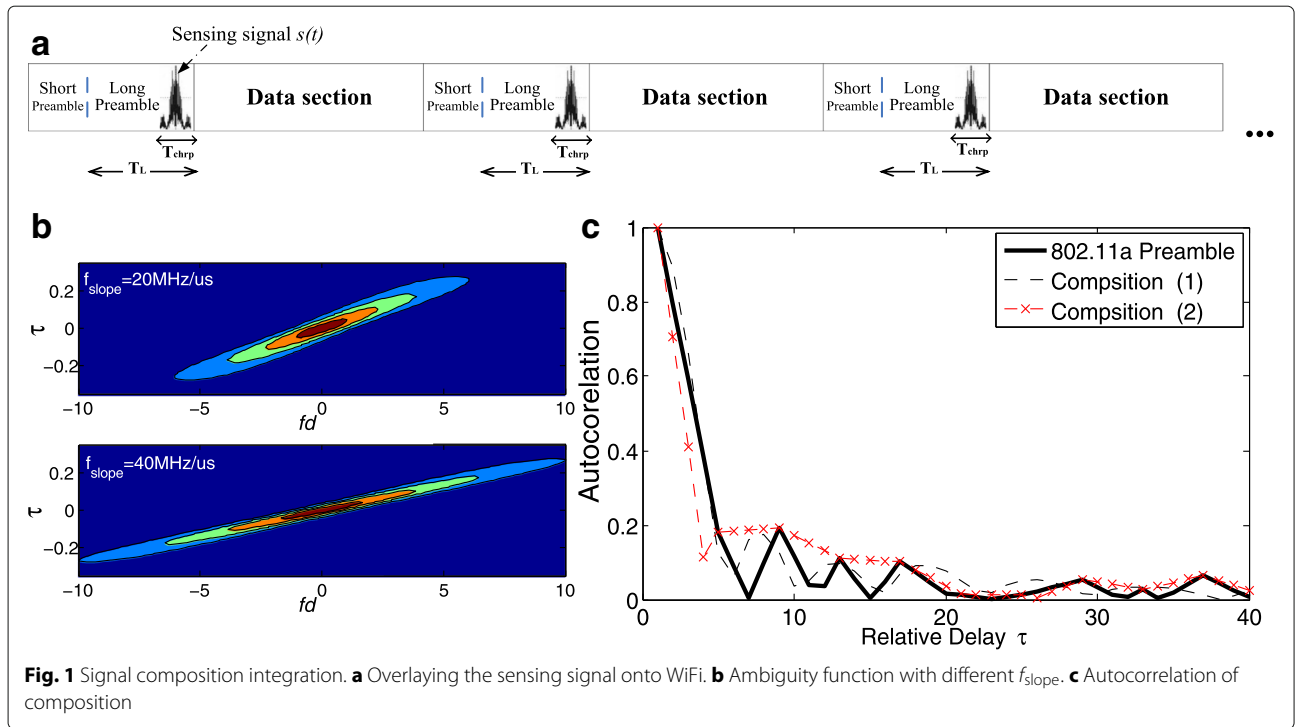 a
Sensing signal s(t)
Short Preamble
Long Preamble
Data section
Short Preamble
Long Preamble
Data section
Short Preamble
Long Preamble
Data section
...
Tchrp
Tchrp
Tchrp
TL
TL
TL
b
fslope=20MHz/us
0.2
0
−0.2
τ
−10
−5
0
5
10
fd
fslope=40MHz/us
0.2
0
−0.2
τ
−10
−5
0
5
10
fd
c
1
0.8
0.6
0.4
0.2
0
Autocorelation
802.11a Preamble
Compsition (1)
Compsition (2)
0
10
20
30
40
Relative Delay τ
Fig. 1 Signal composition integration. a Overlaying the sensing signal onto WiFi. b Ambiguity function with different fslope. c Autocorrelation of
composition